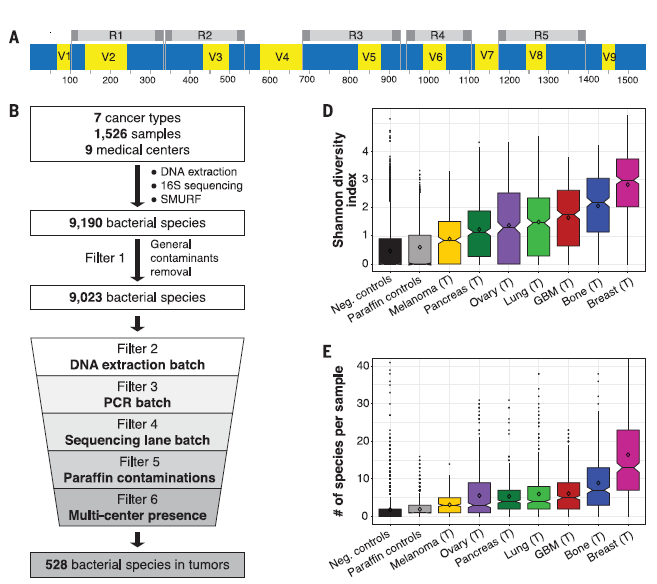 A
R1 R2 R3 R4 R5
V1 V2 V3 V4 V5 V6 V7 V8 V9
100 200 300 400 500 600 700 800 900 1000 1100 1200 1300 1400 1500
B
7 cancer types
1,526 samples
9 medical centers
• DNA extraction
• 16S sequencing
• SMURF
9,190 bacterial species
Filter 1
General
contaminants
removal
9,023 bacterial species
Filter 2
DNA extraction batch
Filter 3
PCR batch
Filter 4
Sequencing lane batch
Filter 5
Paraffin contaminations
Filter 6
Multi-center presence
528 bacterial species in tumors
D
Shannon diversity
index
4
3
2
1
0
Neg. controls
Paraffin controls
Melanoma (T)
Pancreas (T)
Ovary (T)
Lung (T)
GBM (T)
Bone (T)
Breast (T)
E
# of species per sample
40
30
20
10
0
Neg. controls
Paraffin controls
Melanoma (T)
Ovary (T)
Pancreas (T)
Lung (T)
GBM (T)
Bone (T)
Breast (T)